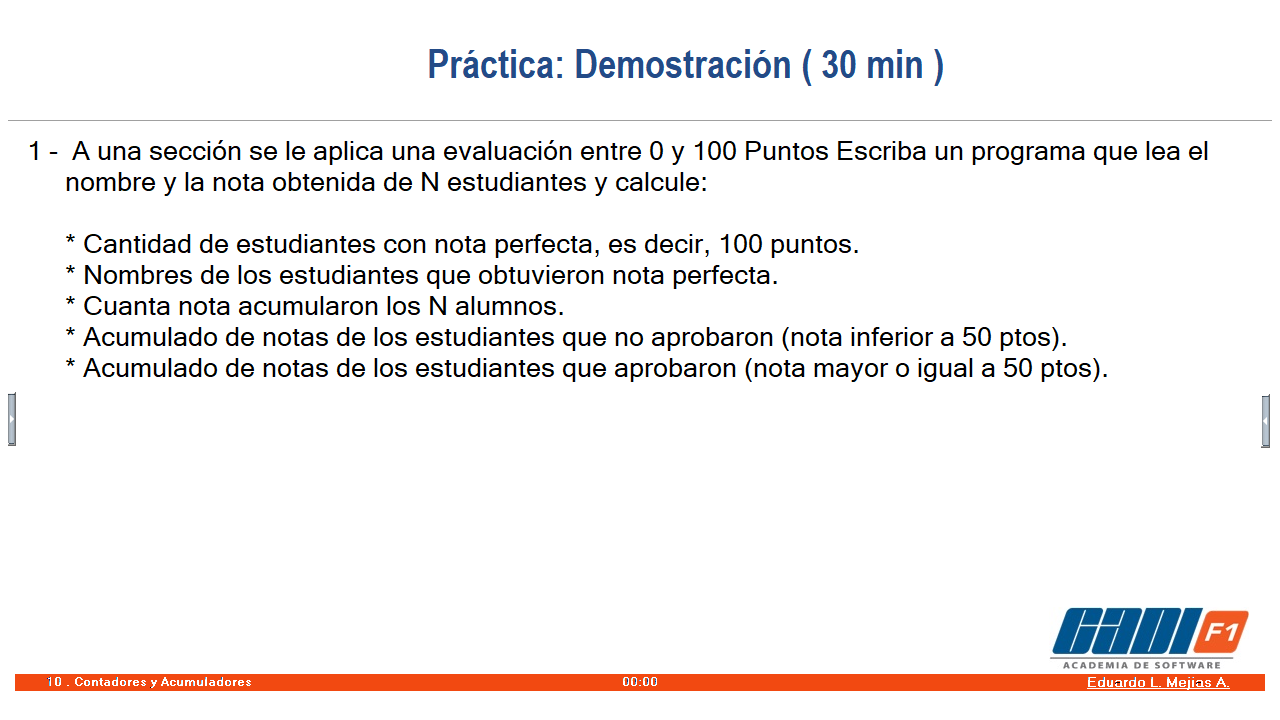 Práctica: Demostración ( 30 min )
1 - A una sección se le aplica una evaluación entre 0 y 100 Puntos Escriba un programa que lea el
nombre y la nota obtenida de N estudiantes y calcule:
* Cantidad de estudiantes con nota perfecta, es decir, 100 puntos.
* Nombres de los estudiantes que obtuvieron nota perfecta.
* Cuanta nota acumularon los N alumnos.
* Acumulado de notas de los estudiantes que no aprobaron (nota inferior a 50 ptos).
* Acumulado de notas de los estudiantes que aprobaron (nota mayor o igual a 50 ptos).
CADI F1
ACADEMIA DE SOFTWARE
10 . Contadores y Acumuladores 00:00 Eduardo L. Mejias A.